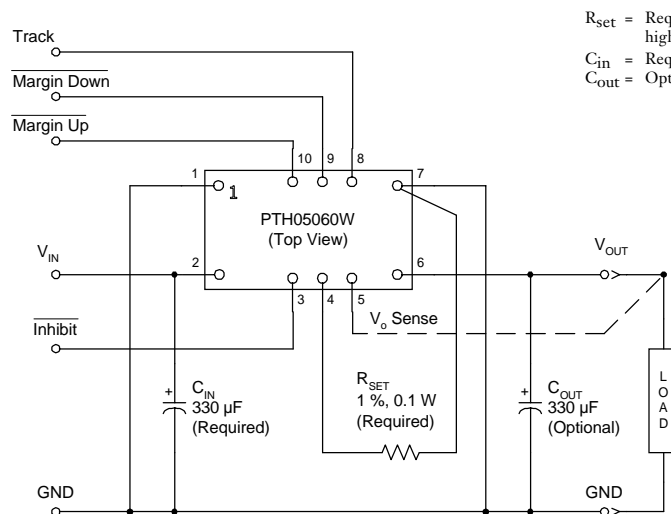 Rset = Req
high
Cin = Req
Cout = Opt
Track
Margin Down
Margin Up
10 9 8
1 7
1
PTH05060W
(Top View)
VIN
2 6
VOUT
3 4 5
Vo Sense
Inhibit
CIN
330 µF
(Required)
RSET
1 %, 0.1 W
(Required)
COUT
330 µF
(Optional)
LOAD
+ +
GND GND